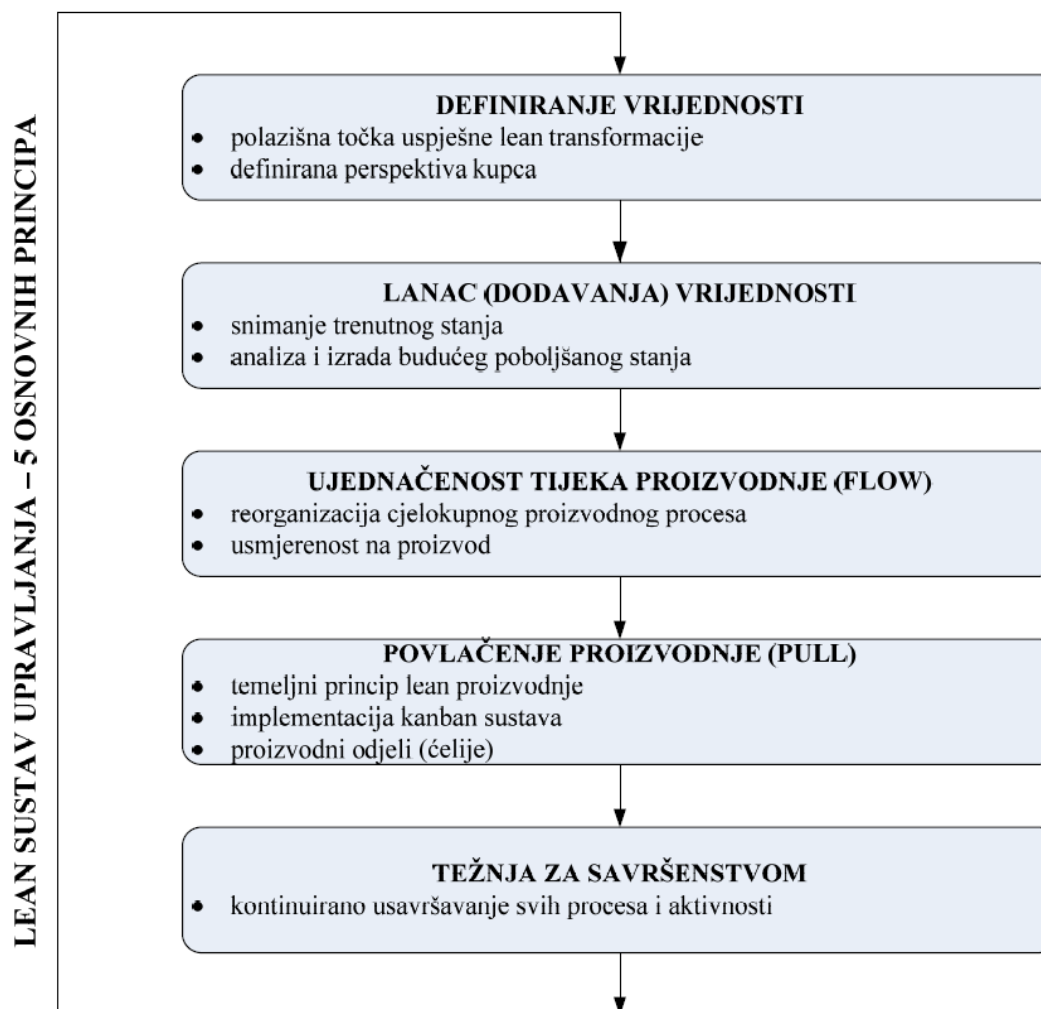 LEAN SUSTAV UPRAVLJANJA – 5 OSNOVNIH PRINCIPA
DEFINIRANJE VRIJEDNOSTI
• polazišna točka uspješne lean transformacije
• definirana perspektiva kupca
LANAC (DODAVANJA) VRIJEDNOSTI
• snimanje trenutnog stanja
• analiza i izrada budućeg poboljšanog stanja
UJEDNAČENOST TIJEKA PROIZVODNJE (FLOW)
• reorganizacija cjelokupnog proizvodnog procesa
• usmjerenost na proizvod
POVLAČENJE PROIZVODNJE (PULL)
• temeljni princip lean proizvodnje
• implementacija kanban sustava
• proizvodni odjeli (ćelije)
TEŽNJA ZA SAVRŠENSTVOM
• kontinuirano usavršavanje svih procesa i aktivnosti